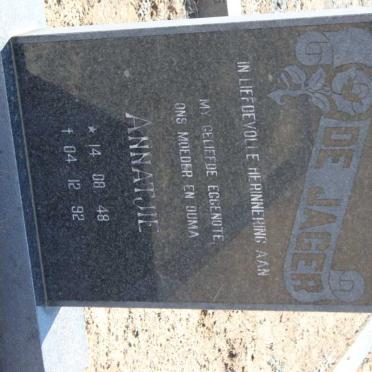 DE JAGER
IN LIEFDEVOLLE HERINNERING AAN
MY GELIEFDE EGGENOTE
ONS MOEDER EN OUMA
ANNATJIE
* 14 08 48
† 04 12 92